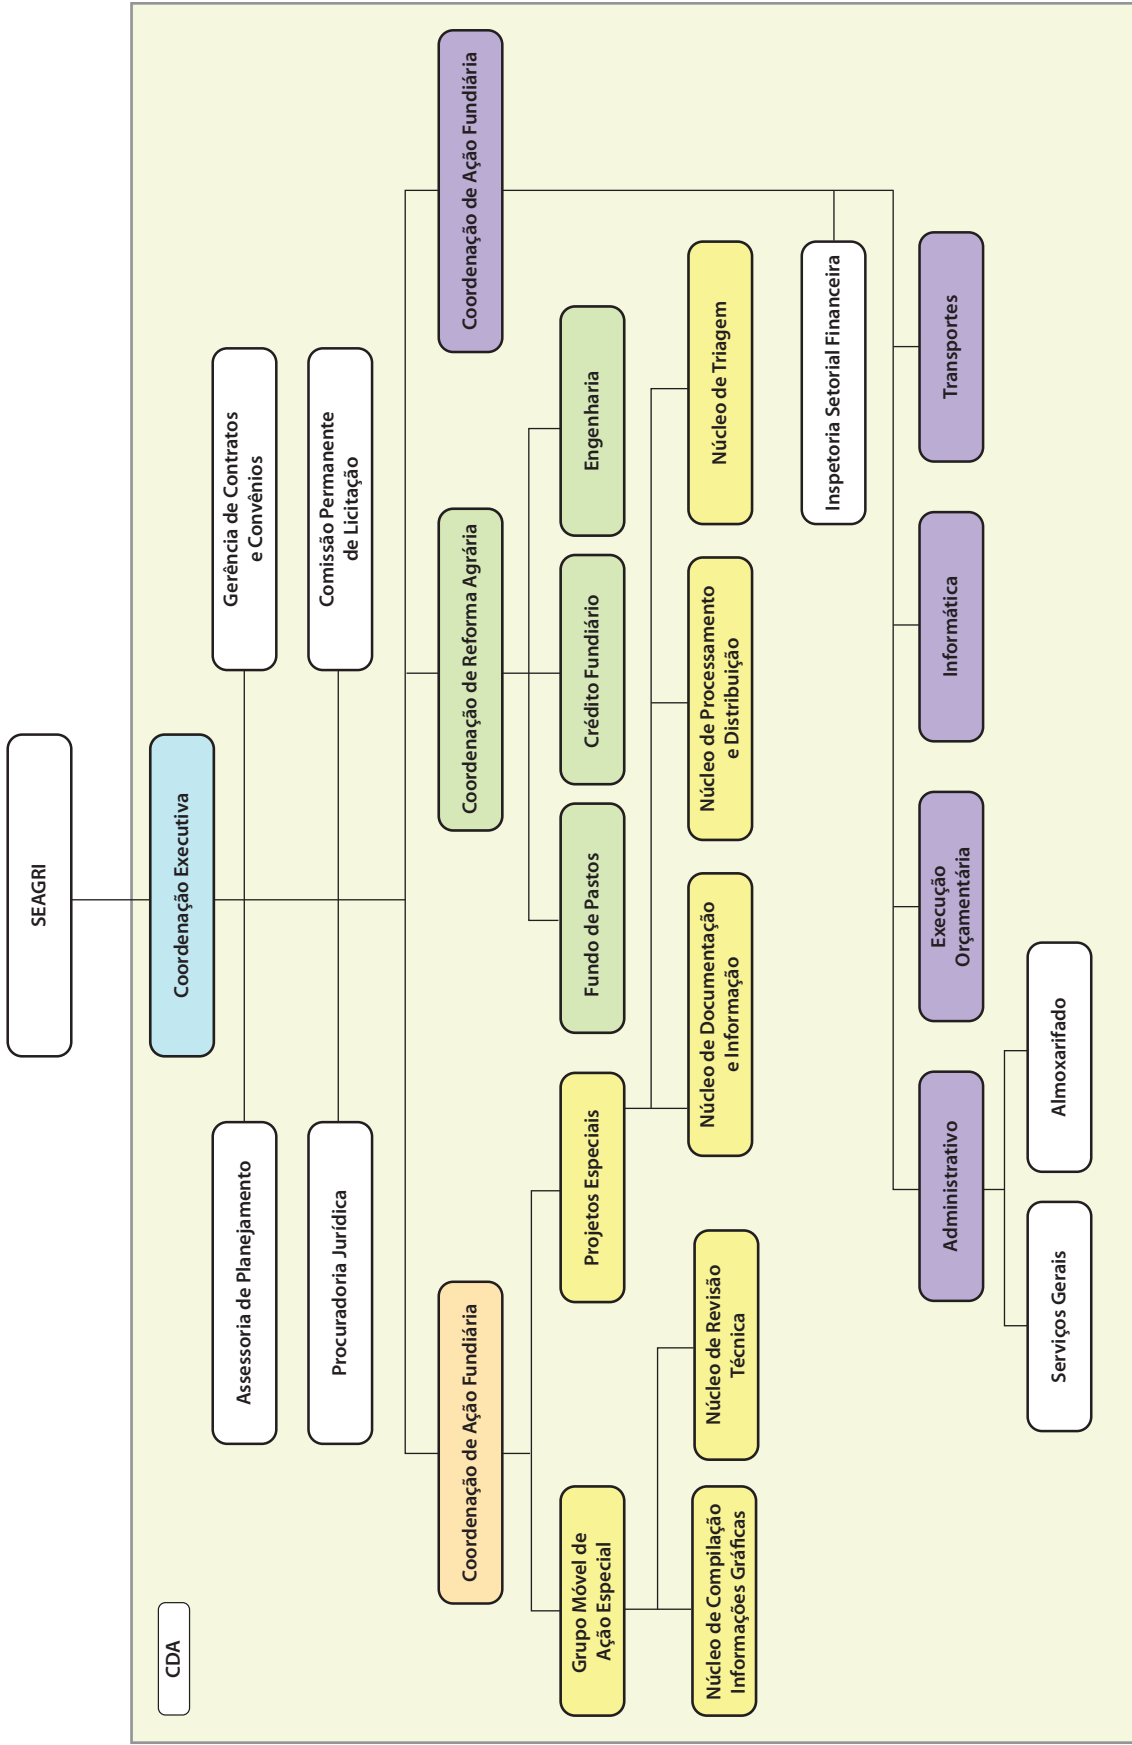 SEAGRI
CDA
Coordenação Executiva
Assessoria de Planejamento
Gerência de Contratos
e Convênios
Procuradoria Jurídica
Comissão Permanente
de Licitação
Coordenação de Ação Fundiária
Coordenação de Reforma Agrária
Coordenação de Ação Fundiária
Grupo Móvel de
Ação Especial
Projetos Especiais
Fundo de Pastos
Crédito Fundiário
Engenharia
Núcleo de Compilação
Informações Gráficas
Núcleo de Revisão
Técnica
Núcleo de Documentação
e Informação
Núcleo de Processamento
e Distribuição
Núcleo de Triagem
Inspetoria Setorial Financeira
Administrativo
Execução
Orçamentária
Informática
Transportes
Serviços Gerais
Almoxarifado